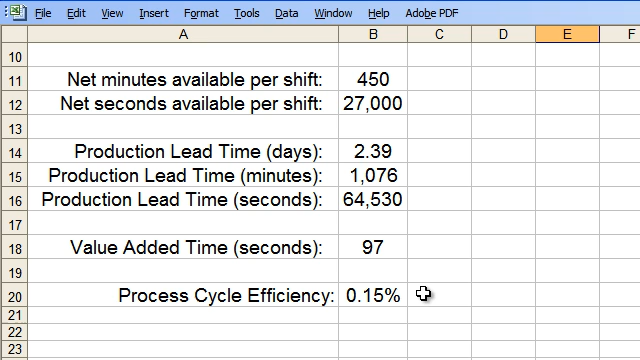 File Edit View Insert Format Tools Data Window Help Adobe PDF
A B C D E F
10
11 Net minutes available per shift: 450
12 Net seconds available per shift: 27,000
13
14 Production Lead Time (days): 2.39
15 Production Lead Time (minutes): 1,076
16 Production Lead Time (seconds): 64,530
17
18 Value Added Time (seconds): 97
19
20 Process Cycle Efficiency: 0.15%
21
22
23